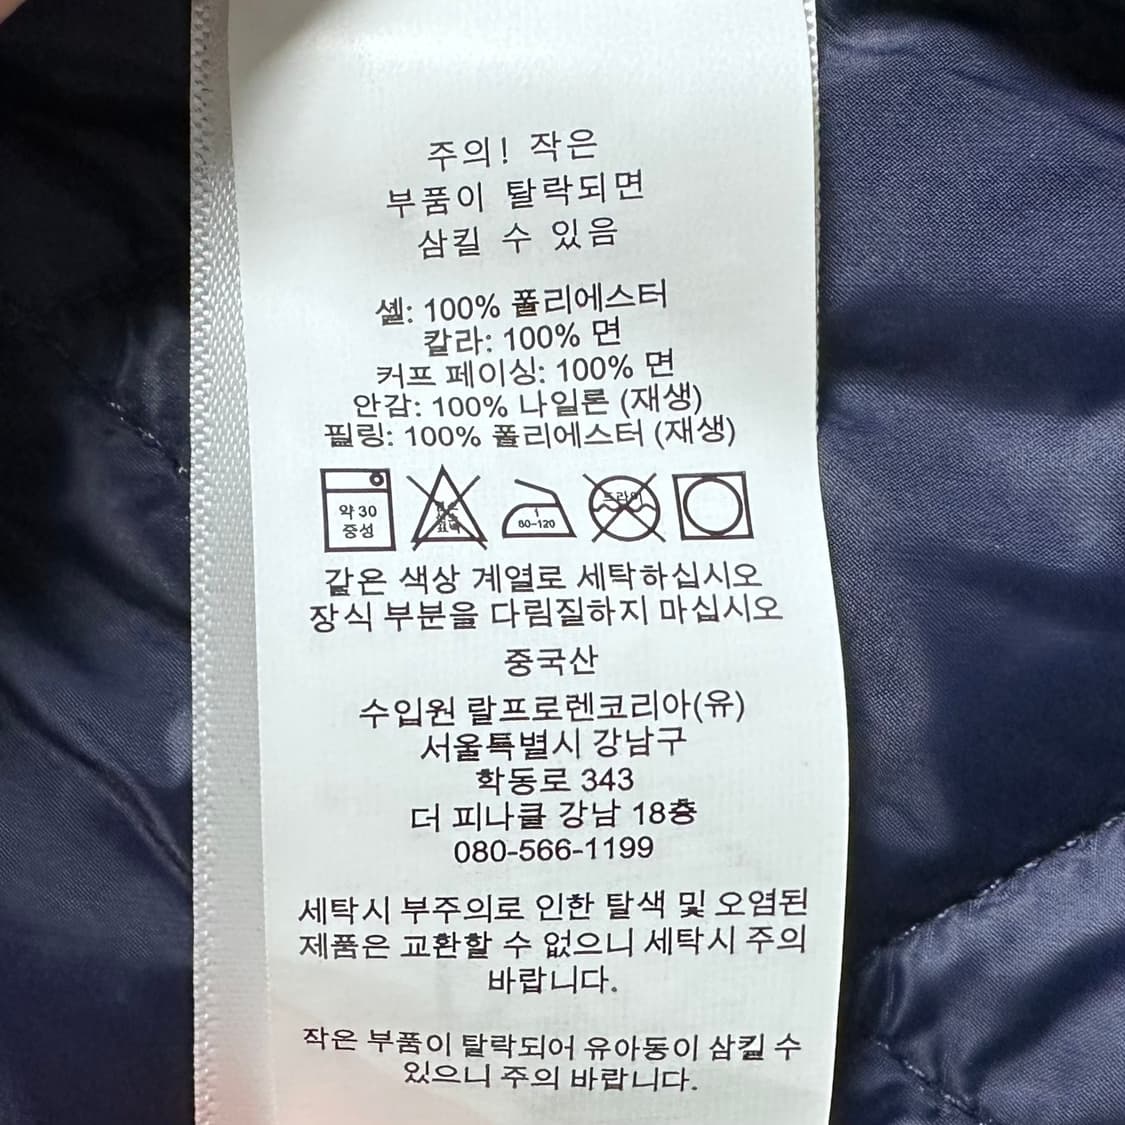 주의! 작은
부품이 탈락되면
삼킬 수 있음
셸: 100% 폴리에스터
칼라: 100% 면
커프 페이싱: 100% 면
안감: 100% 나일론 (재생)
필링: 100% 폴리에스터 (재생)
약 30
중성
1
80-120
드라이
같은 색상 계열로 세탁하십시오
장식 부분을 다림질하지 마십시오
중국산
수입원 랄프로렌코리아(유)
서울특별시 강남구
학동로 343
더 피나클 강남 18층
080-566-1199
세탁시 부주의로 인한 탈색 및 오염된
제품은 교환할 수 없으니 세탁시 주의
바랍니다.
작은 부품이 탈락되어 유아동이 삼킬 수
있으니 주의 바랍니다.